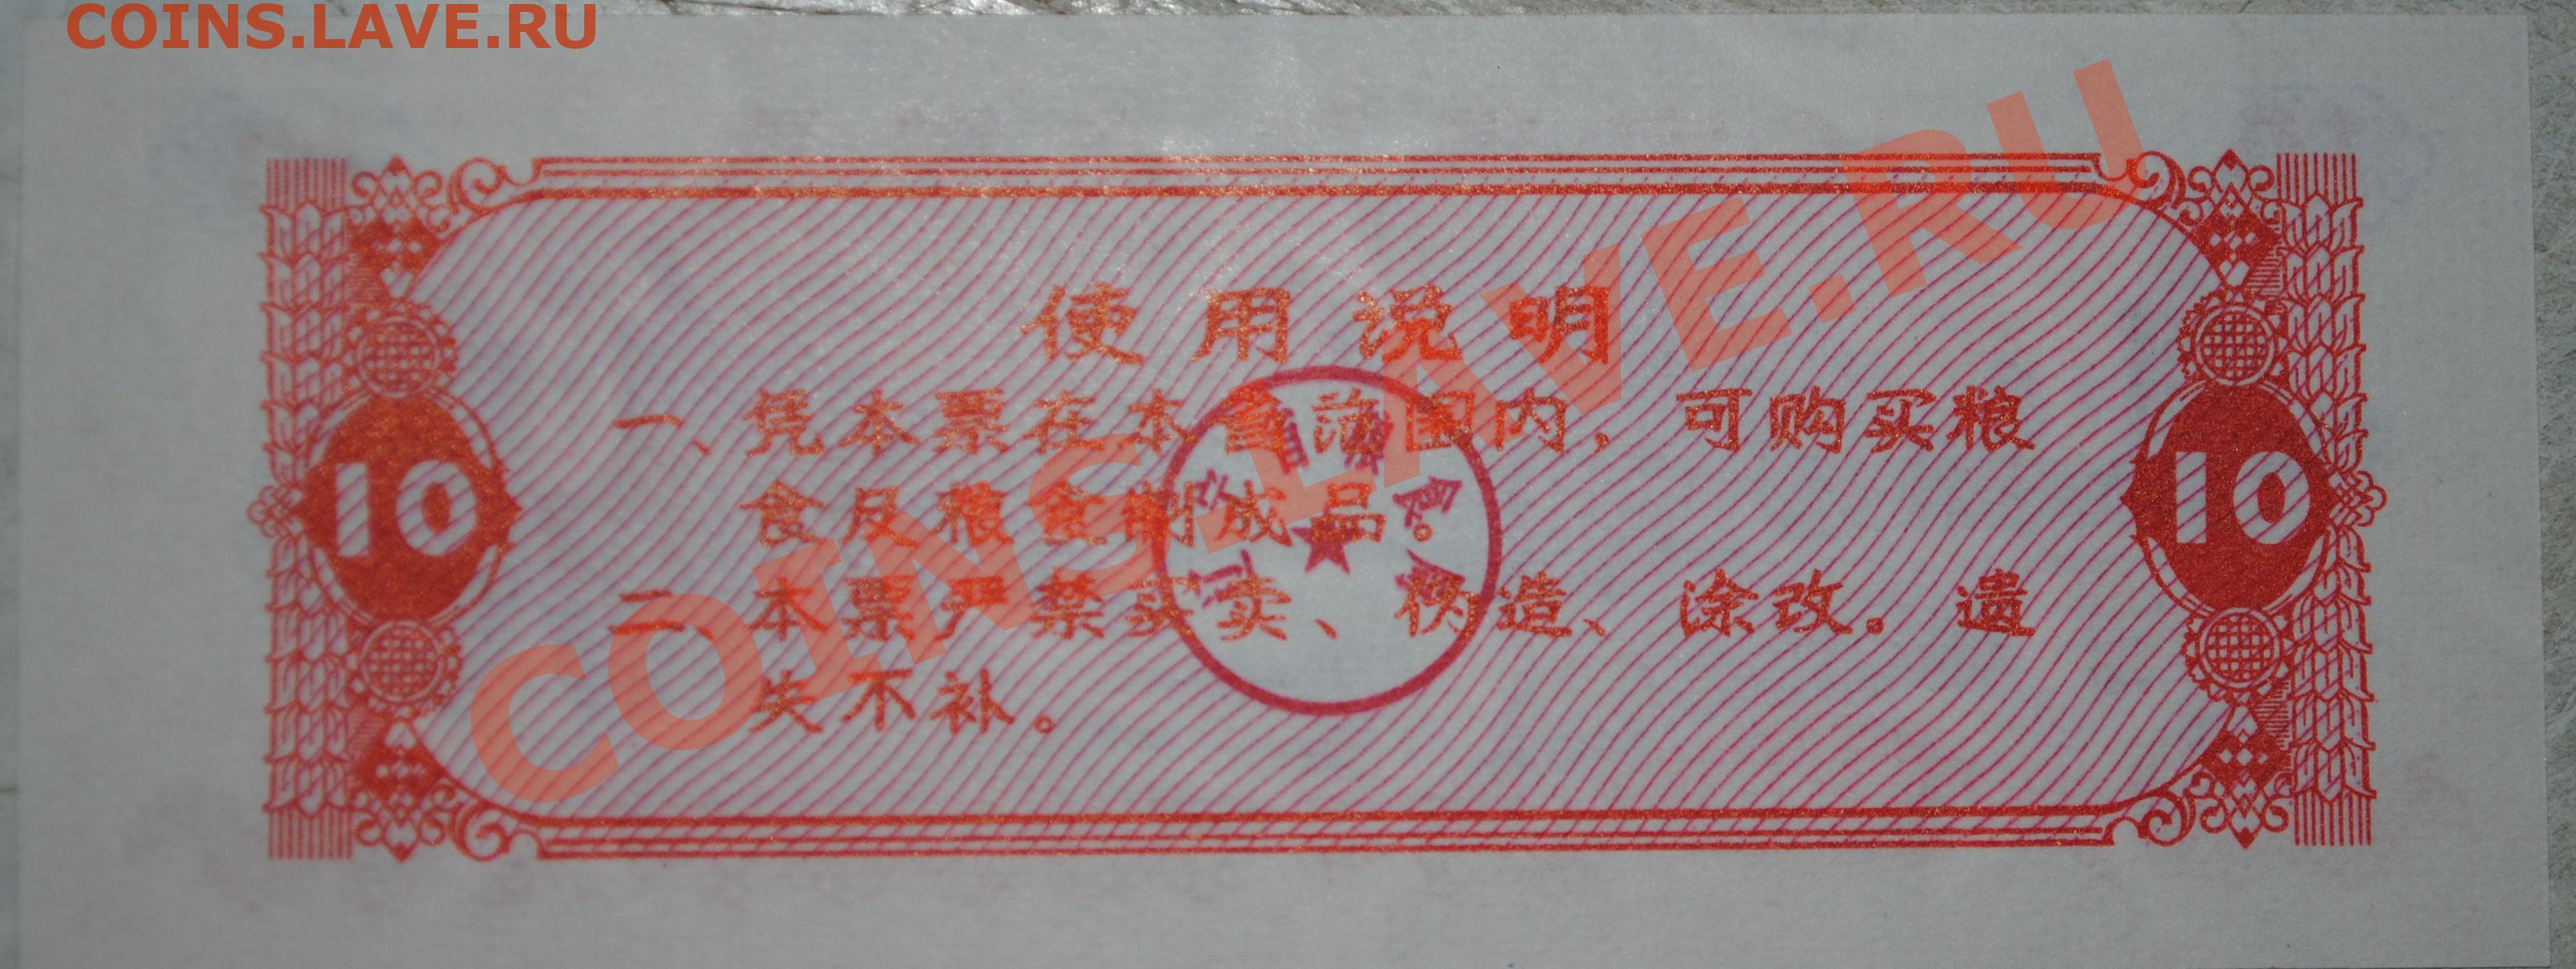 COINS.LAVE.RU
使用说明
一、凭本票在本省范围内，可购买粮
10 食及粮食制成品。 10
二、本票严禁买卖、伪造、涂改。遗
失不补。
COINS.LAVE.RU